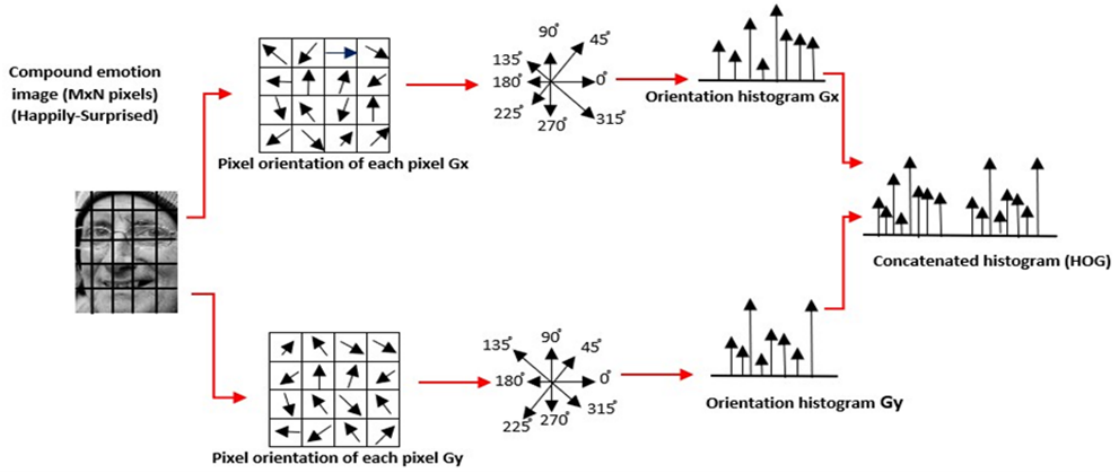 Compound emotion
image (MxN pixels)
(Happily-Surprised)
Pixel orientation of each pixel Gx
90°
45°
135°
180°
0°
225°
270°
315°
Orientation histogram Gx
Concatenated histogram (HOG)
Pixel orientation of each pixel Gy
90°
45°
135°
180°
0°
225°
270°
315°
Orientation histogram Gy